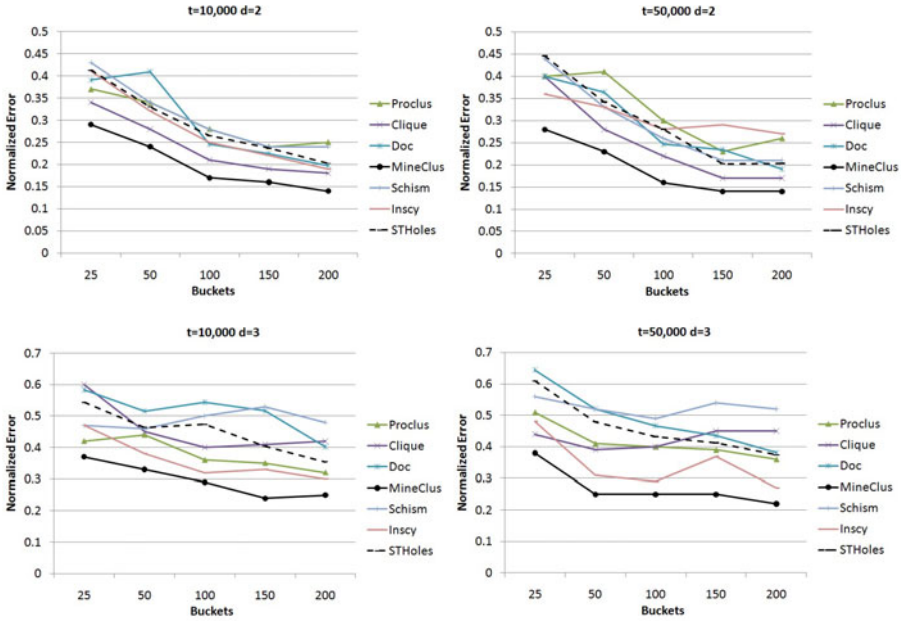 t=10,000 d=2
Normalized Error
0.5
0.45
0.4
0.35
0.3
0.25
0.2
0.15
0.1
0.05
0
25 50 100 150 200
Buckets
Proclus
Clique
Doc
MineClus
Schism
Inscy
STHoles
t=50,000 d=2
Normalized Error
0.5
0.45
0.4
0.35
0.3
0.25
0.2
0.15
0.1
0.05
0
25 50 100 150 200
Buckets
Proclus
Clique
Doc
MineClus
Schism
Inscy
STHoles
t=10,000 d=3
Normalized Error
0.7
0.6
0.5
0.4
0.3
0.2
0.1
0
25 50 100 150 200
Buckets
Proclus
Clique
Doc
MineClus
Schism
Inscy
STHoles
t=50,000 d=3
Normalized Error
0.7
0.6
0.5
0.4
0.3
0.2
0.1
0
25 50 100 150 200
Buckets
Proclus
Clique
Doc
MineClus
Schism
Inscy
STHoles